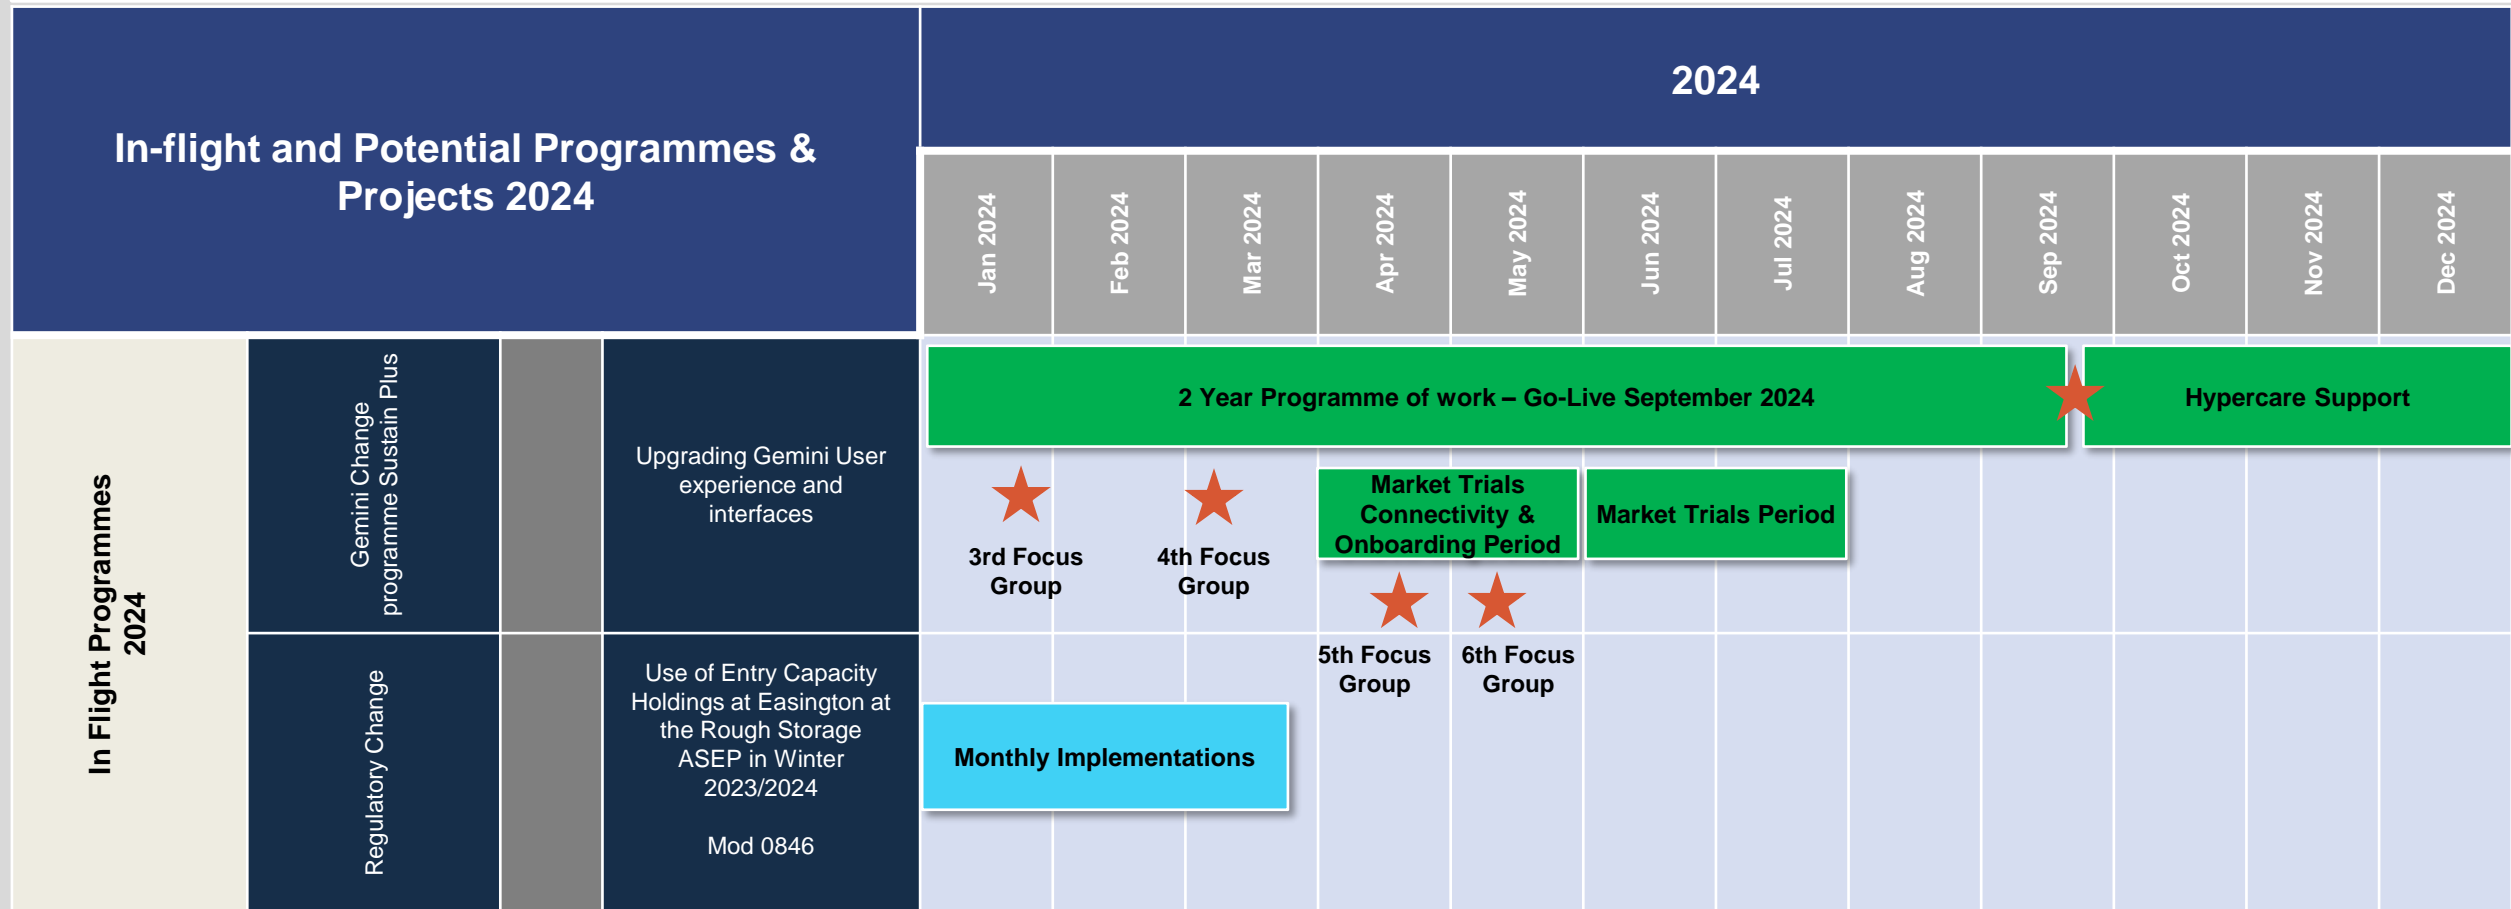 In-flight and Potential Programmes &
Projects 2024
2024
Jan 2024
Feb 2024
Mar 2024
Apr 2024
May 2024
Jun 2024
Jul 2024
Aug 2024
Sep 2024
Oct 2024
Nov 2024
Dec 2024
In Flight Programmes
2024
Gemini Change
programme Sustain Plus
Upgrading Gemini User
experience and
interfaces
2 Year Programme of work – Go-Live September 2024
Hypercare Support
3rd Focus
Group
4th Focus
Group
Market Trials
Connectivity &
Onboarding Period
Market Trials Period
5th Focus
Group
6th Focus
Group
Regulatory Change
Use of Entry Capacity
Holdings at Easington at
the Rough Storage
ASEP in Winter
2023/2024
Mod 0846
Monthly Implementations